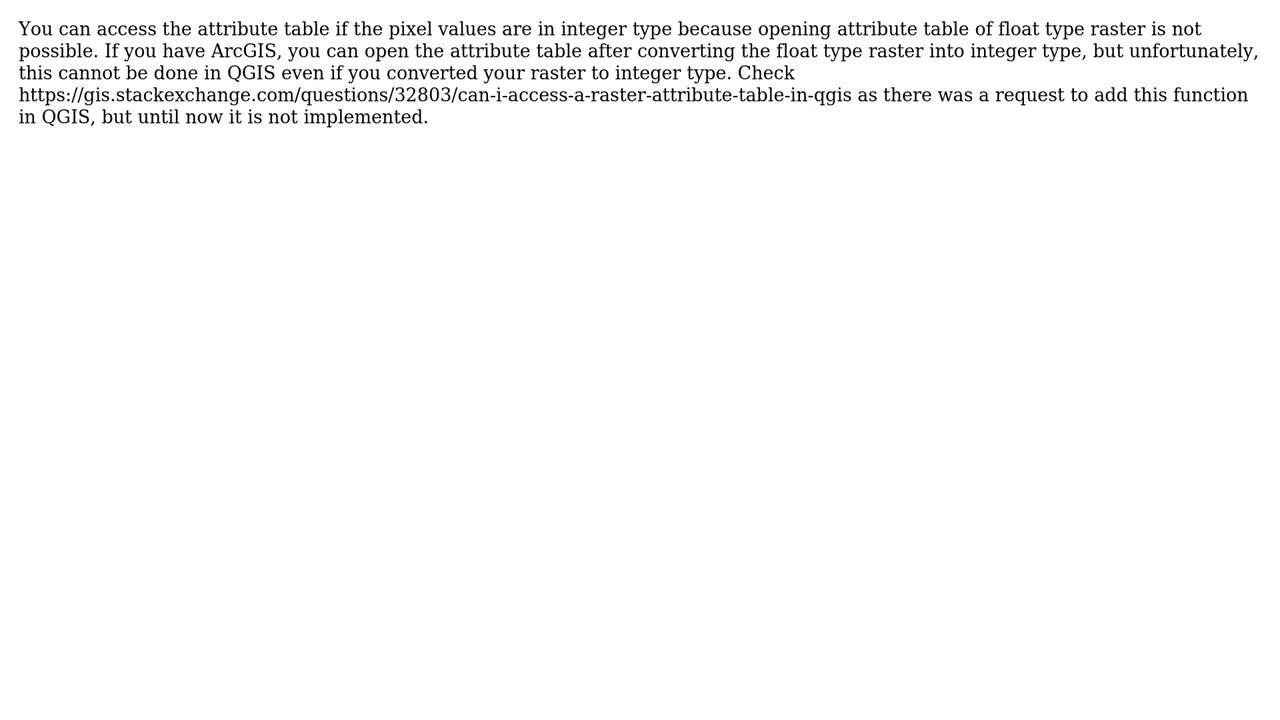 You can access the attribute table if the pixel values are in integer type because opening attribute table of float type raster is not
possible. If you have ArcGIS, you can open the attribute table after converting the float type raster into integer type, but unfortunately,
this cannot be done in QGIS even if you converted your raster to integer type. Check
https://gis.stackexchange.com/questions/32803/can-i-access-a-raster-attribute-table-in-qgis as there was a request to add this function
in QGIS, but until now it is not implemented.